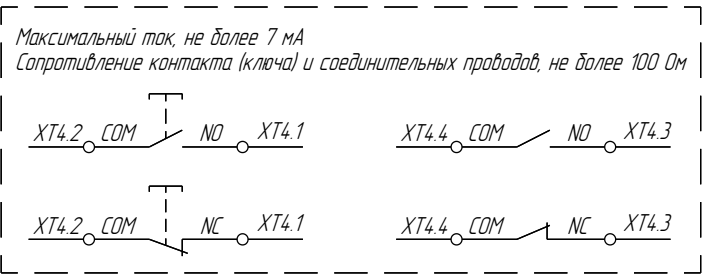 Максимальный ток, не более 7 мА
Сопротивление контакта (ключа) и соединительных проводов, не более 100 Ом
XT4.2 COM NO XT4.1
XT4.4 COM NO XT4.3
XT4.2 COM NC XT4.1
XT4.4 COM NC XT4.3